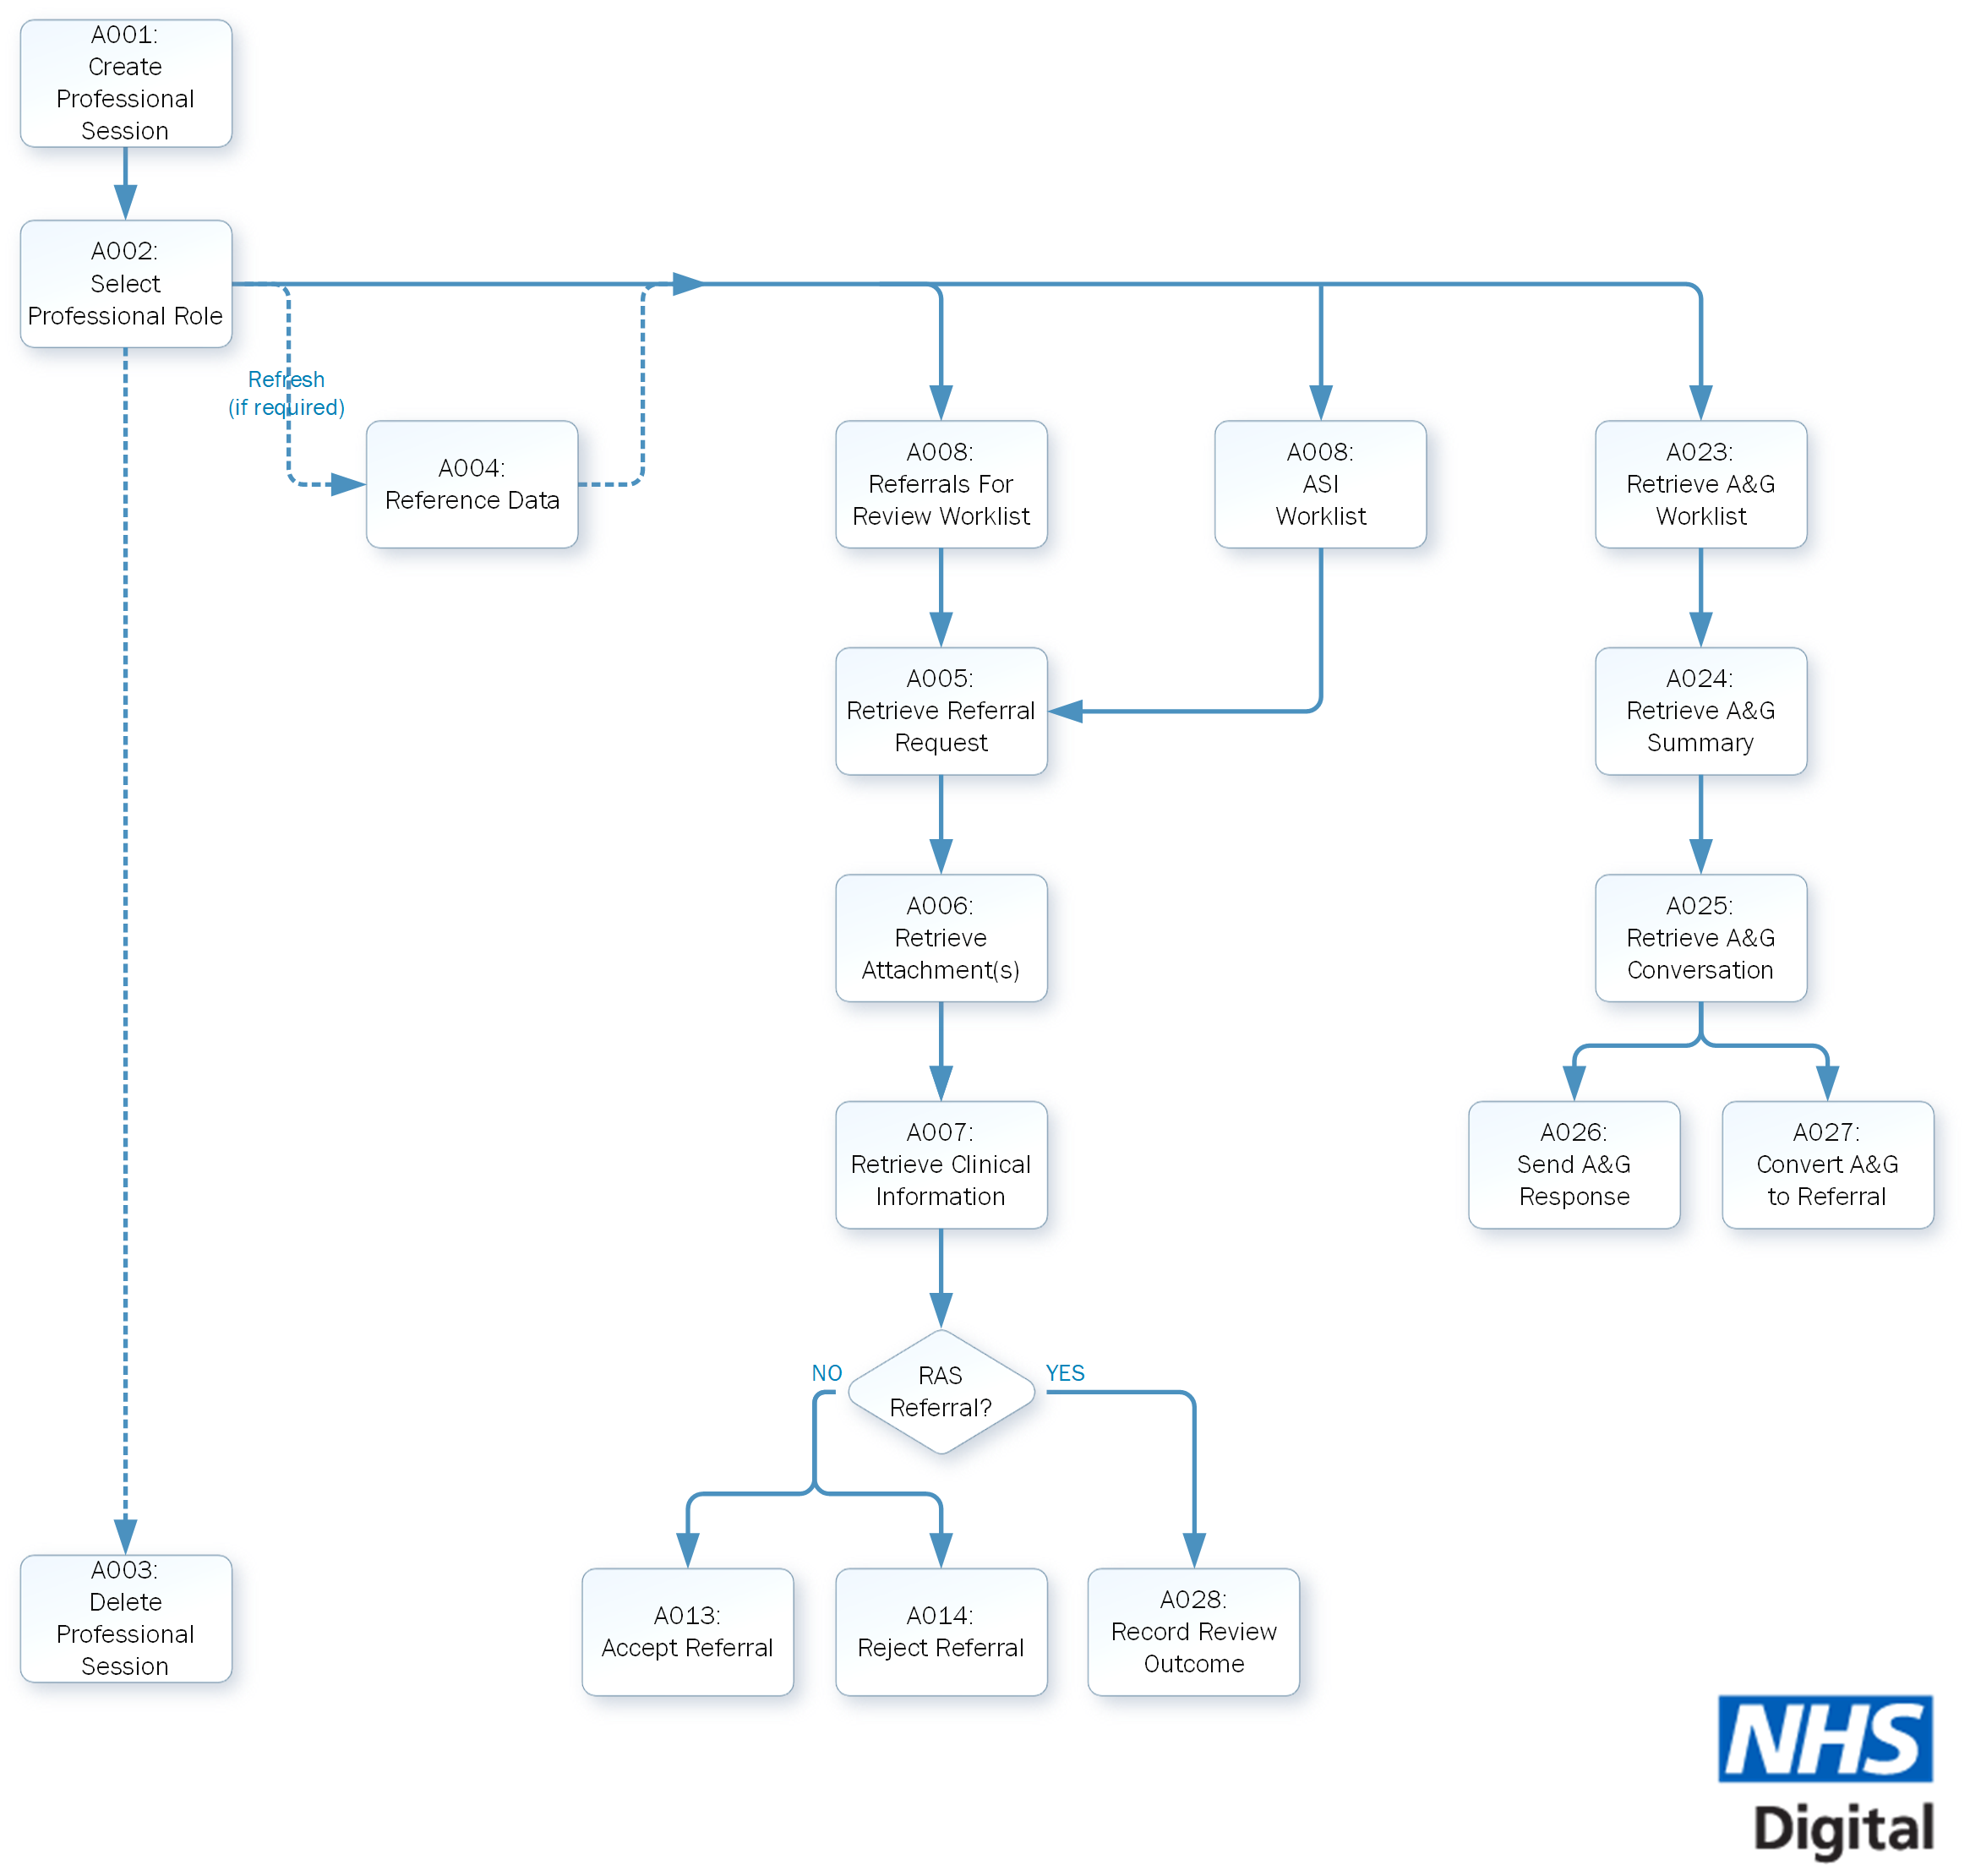 A001:
Create
Professional
Session
A002:
Select
Professional Role
Refresh
(if required)
A004:
Reference Data
A008:
Referrals For
Review Worklist
A008:
ASI
Worklist
A023:
Retrieve A&G
Worklist
A005:
Retrieve Referral
Request
A024:
Retrieve A&G
Summary
A006:
Retrieve
Attachment(s)
A025:
Retrieve A&G
Conversation
A007:
Retrieve Clinical
Information
A026:
Send A&G
Response
A027:
Convert A&G
to Referral
NO
RAS
Referral?
YES
A003:
Delete
Professional
Session
A013:
Accept Referral
A014:
Reject Referral
A028:
Record Review
Outcome
NHS
Digital